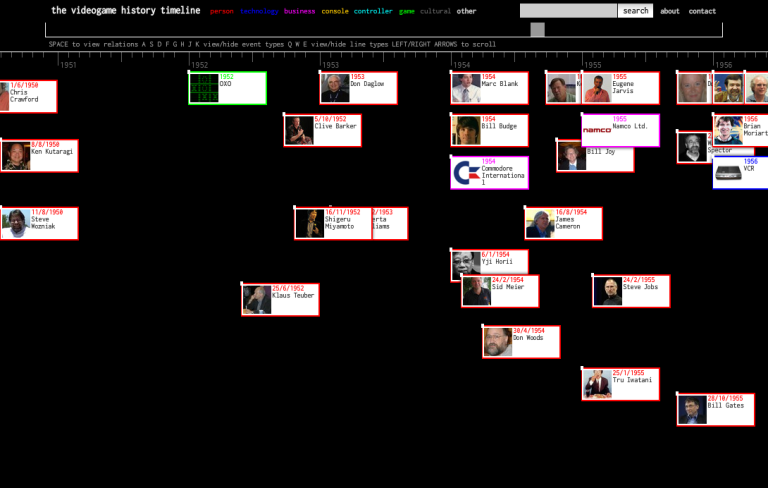 the videogame history timeline person technology business console controller game cultural other search about contact
SPACE to view relations A S D F G H J K view/hide event types Q W E view/hide line types LEFT/RIGHT ARROWS to scroll
1951 1952 1953 1954 1955 1956
1/6/1950
Chris
Crawford
1952
OXO
1953
Don Daglow
1954
Marc Blank
1955
Eugene
Jarvis
5/10/1952
Clive Barker
1954
Bill Budge
1955
Namco Ltd.
namco
1956
Brian
Moriart
8/8/1950
Ken Kutaragi
Bill Joy
Spector
1954
Commodore
Internationa
l
1956
VCR
11/8/1950
Steve
Wozniak
16/11/1952
Shigeru
Miyamoto
2/1953
erta
liams
16/8/1954
James
Cameron
6/1/1954
Yji Horii
24/2/1954
Sid Meier
24/2/1955
Steve Jobs
25/6/1952
Klaus Teuber
30/4/1954
Don Woods
25/1/1955
Tru Iwatani
28/10/1955
Bill Gates